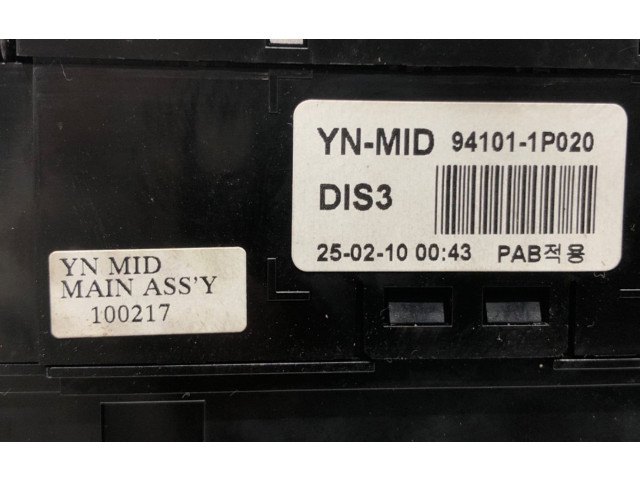 YN-MID 94101-1P020
DIS3
25-02-10 00:43 PAB적용
YN MID
MAIN ASS'Y
100217